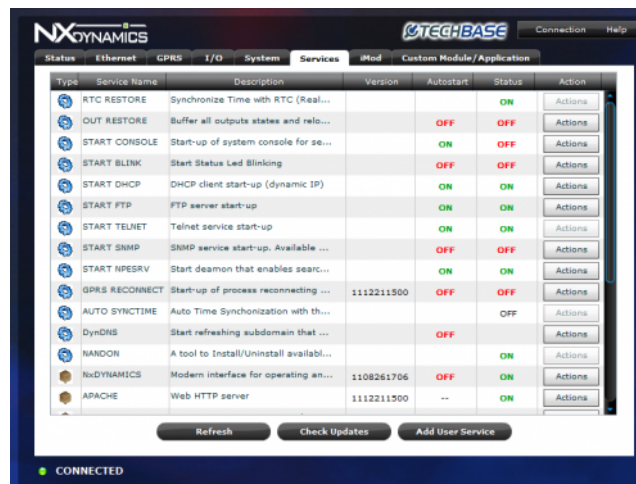 NXDYNAMICS TECHBASE Connection Help
Status Ethernet GPRS I/O System Services iMod Custom Module/Application
Type Service Name Description Version Autostart Status Action
RTC RESTORE Synchronize Time with RTC (Real... ON Actions
OUT RESTORE Buffer all outputs states and relo... OFF OFF Actions
START CONSOLE Start-up of system console for se... ON OFF Actions
START BLINK Start Status Led Blinking OFF OFF Actions
START DHCP DHCP client start-up (dynamic IP) ON ON Actions
START FTP FTP server start-up ON ON Actions
START TELNET Telnet service start-up ON ON Actions
START SNMP SNMP service start-up. Available ... OFF OFF Actions
START NPESRV Start deamon that enables searc... ON ON Actions
GPRS RECONNECT Start-up of process reconnecting ... 1112211500 OFF OFF Actions
AUTO SYNCTIME Auto Time Synchonization with th... OFF Actions
DynDNS Start refreshing subdomain that ... OFF Actions
NANDON A tool to Install/Uninstall availabl... ON Actions
NxDYNAMICS Modern interface for operating an... 1108261706 OFF ON Actions
APACHE Web HTTP server 1112211500 -- ON Actions
Refresh Check Updates Add User Service
CONNECTED